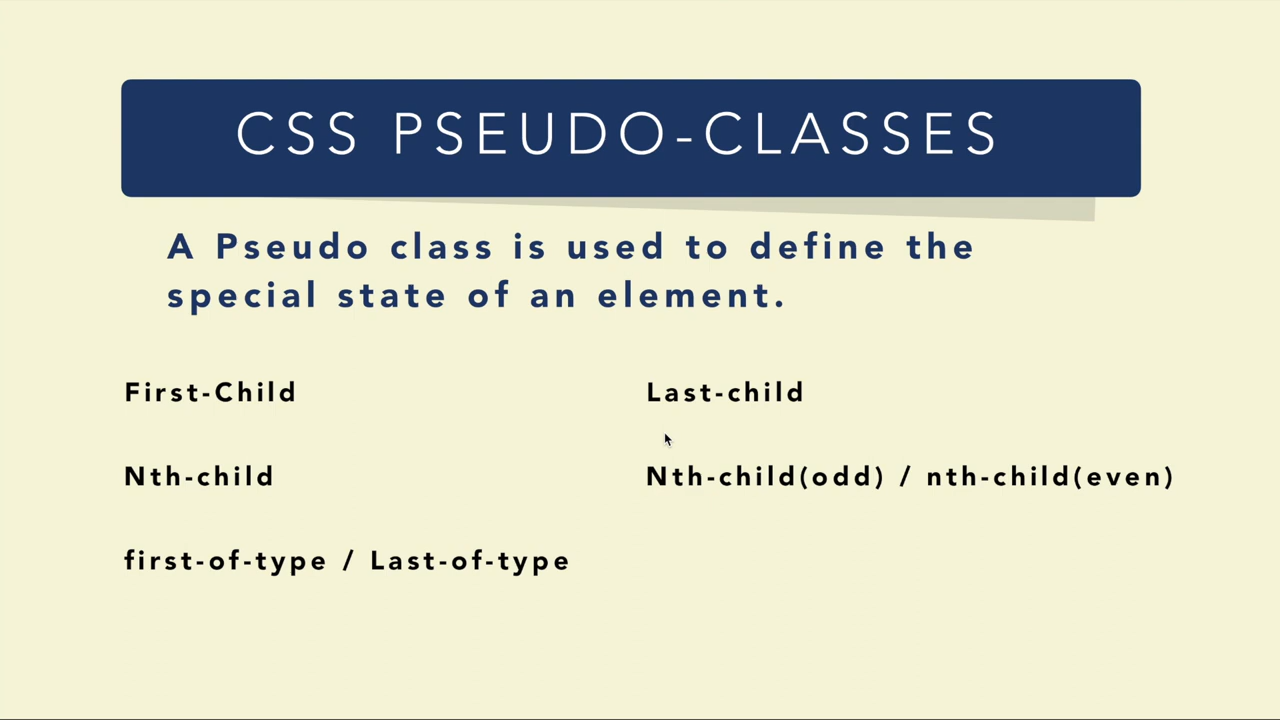 CSS PSEUDO-CLASSES
A Pseudo class is used to define the
special state of an element.
First-Child
Last-child
Nth-child
Nth-child(odd) / nth-child(even)
first-of-type / Last-of-type